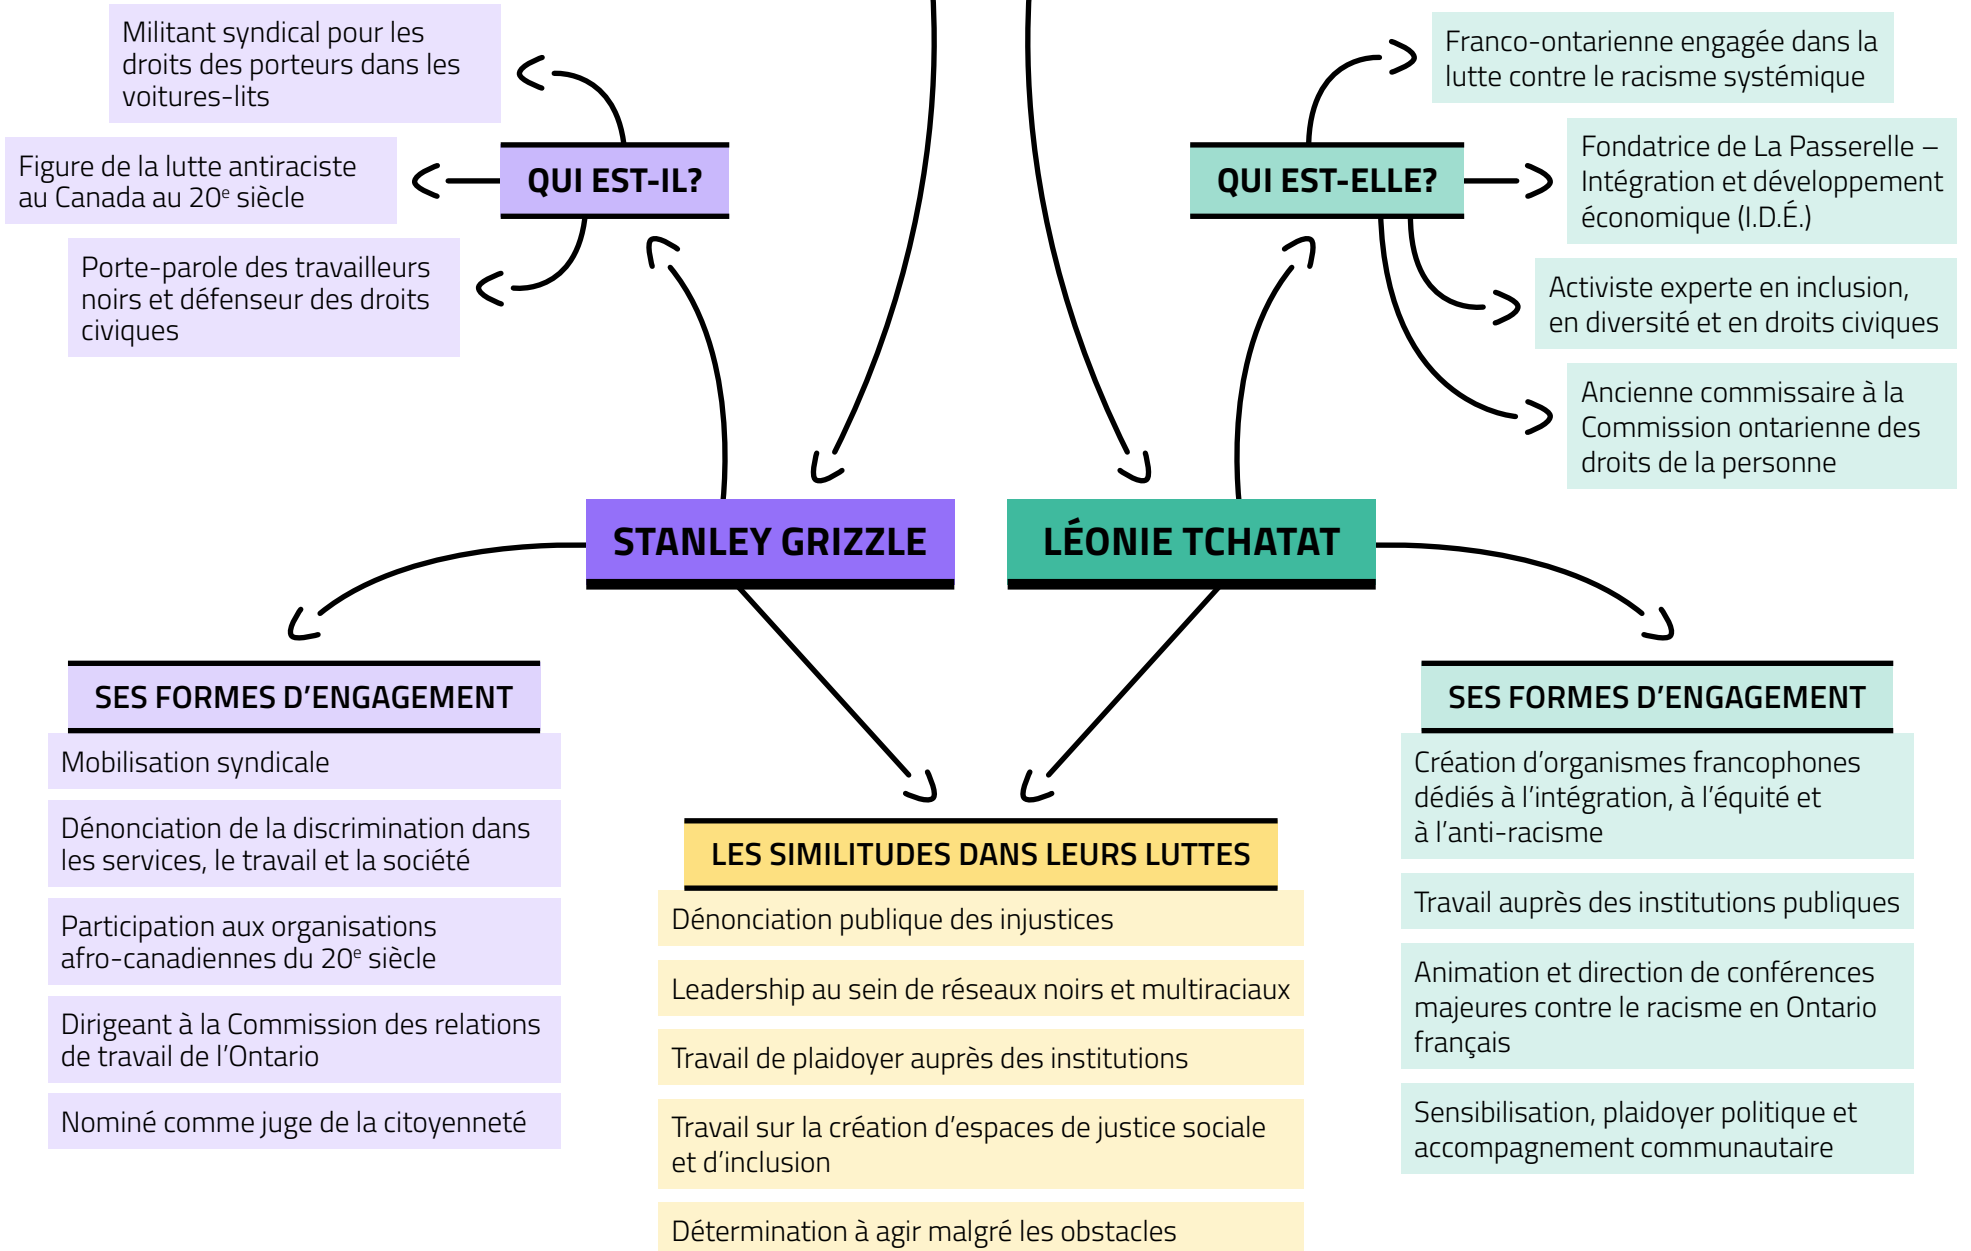 Militant syndical pour les
droits des porteurs dans les
voitures-lits
Figure de la lutte antiraciste
au Canada au 20e siècle
QUI EST-IL?
Porte-parole des travailleurs
noirs et défenseur des droits
civiques
Franco-ontarienne engagée dans la
lutte contre le racisme systémique
QUI EST-ELLE?
Fondatrice de La Passerelle –
Intégration et développement
économique (I.D.É.)
Activiste experte en inclusion,
en diversité et en droits civiques
Ancienne commissaire à la
Commission ontarienne des
droits de la personne
STANLEY GRIZZLE
LÉONIE TCHATAT
SES FORMES D’ENGAGEMENT
Mobilisation syndicale
Dénonciation de la discrimination dans
les services, le travail et la société
Participation aux organisations
afro-canadiennes du 20e siècle
Dirigeant à la Commission des relations
de travail de l’Ontario
Nominé comme juge de la citoyenneté
LES SIMILITUDES DANS LEURS LUTTES
Dénonciation publique des injustices
Leadership au sein de réseaux noirs et multiraciaux
Travail de plaidoyer auprès des institutions
Travail sur la création d’espaces de justice sociale
et d’inclusion
Détermination à agir malgré les obstacles
SES FORMES D’ENGAGEMENT
Création d’organismes francophones
dédiés à l’intégration, à l’équité et
à l’anti-racisme
Travail auprès des institutions publiques
Animation et direction de conférences
majeures contre le racisme en Ontario
français
Sensibilisation, plaidoyer politique et
accompagnement communautaire